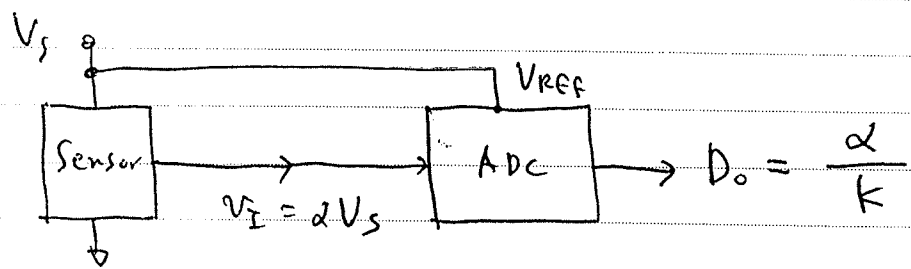 Vs
VREF
Sensor
ADC
D₀ = α/K
vI = αVs